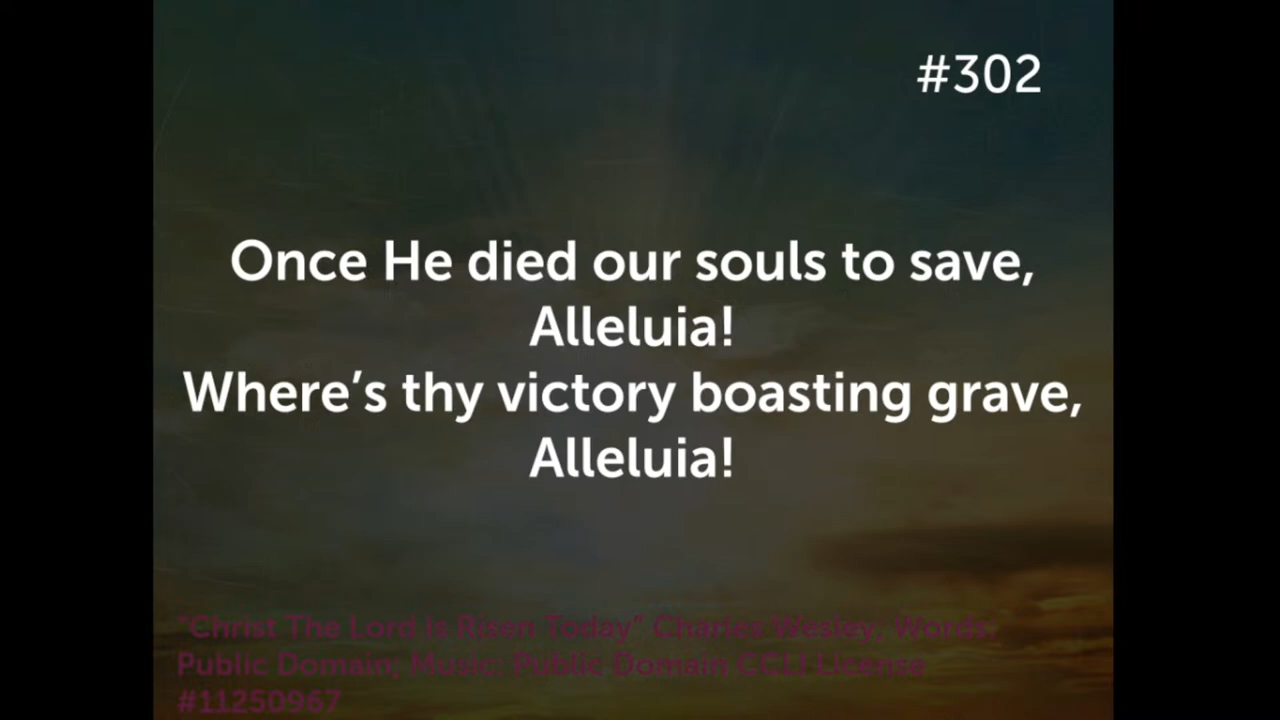 #302
Once He died our souls to save,
Alleluia!
Where’s thy victory boasting grave,
Alleluia!
"Christ The Lord Is Risen Today" Charles Wesley; Words:
Public Domain; Music: Public Domain CCLI License
#11250967